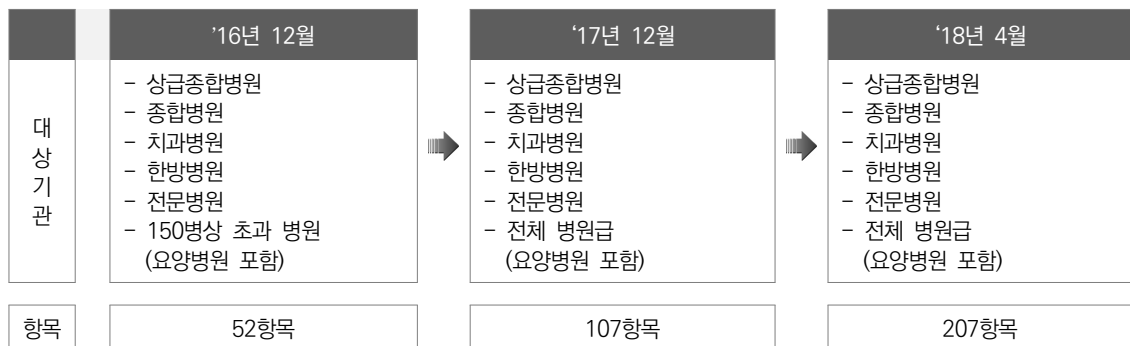 ’16년 12월
‘17년 12월
‘18년 4월
대상기관
- 상급종합병원
- 종합병원
- 치과병원
- 한방병원
- 전문병원
- 150병상 초과 병원
(요양병원 포함)
- 상급종합병원
- 종합병원
- 치과병원
- 한방병원
- 전문병원
- 전체 병원급
(요양병원 포함)
- 상급종합병원
- 종합병원
- 치과병원
- 한방병원
- 전문병원
- 전체 병원급
(요양병원 포함)
항목
52항목
107항목
207항목